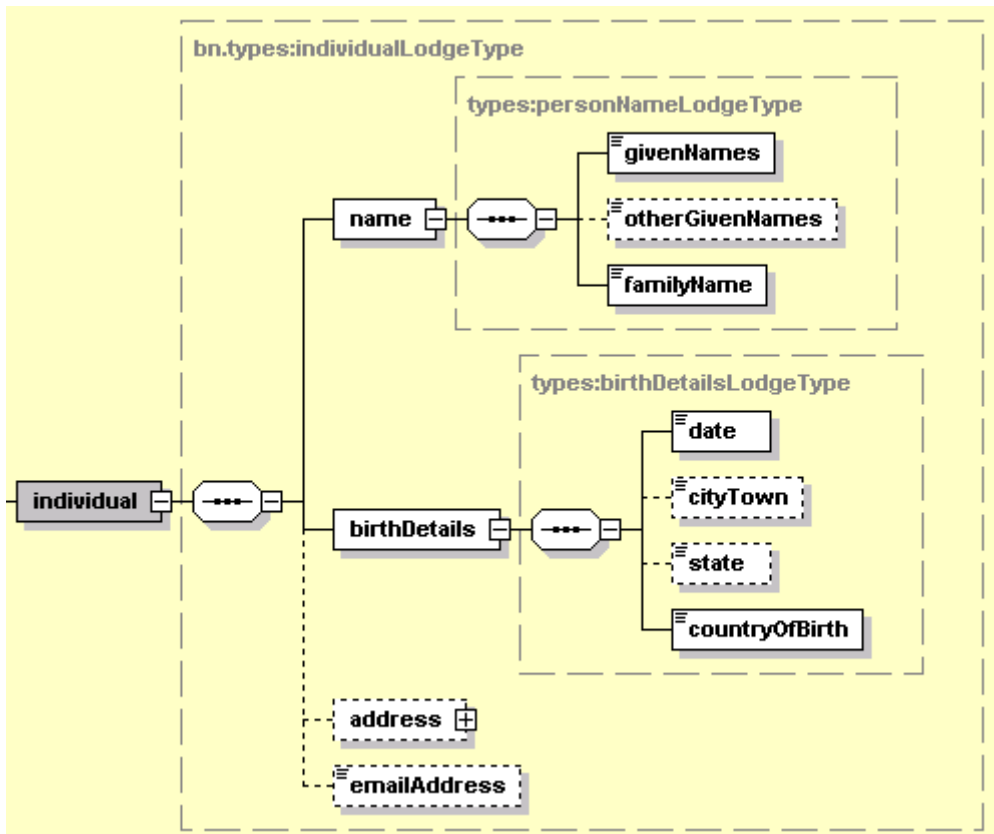 bn.types:individualLodgeType
types:personNameLodgeType
givenNames
name
otherGivenNames
familyName
types:birthDetailsLodgeType
date
cityTown
individual
birthDetails
state
countryOfBirth
address
emailAddress